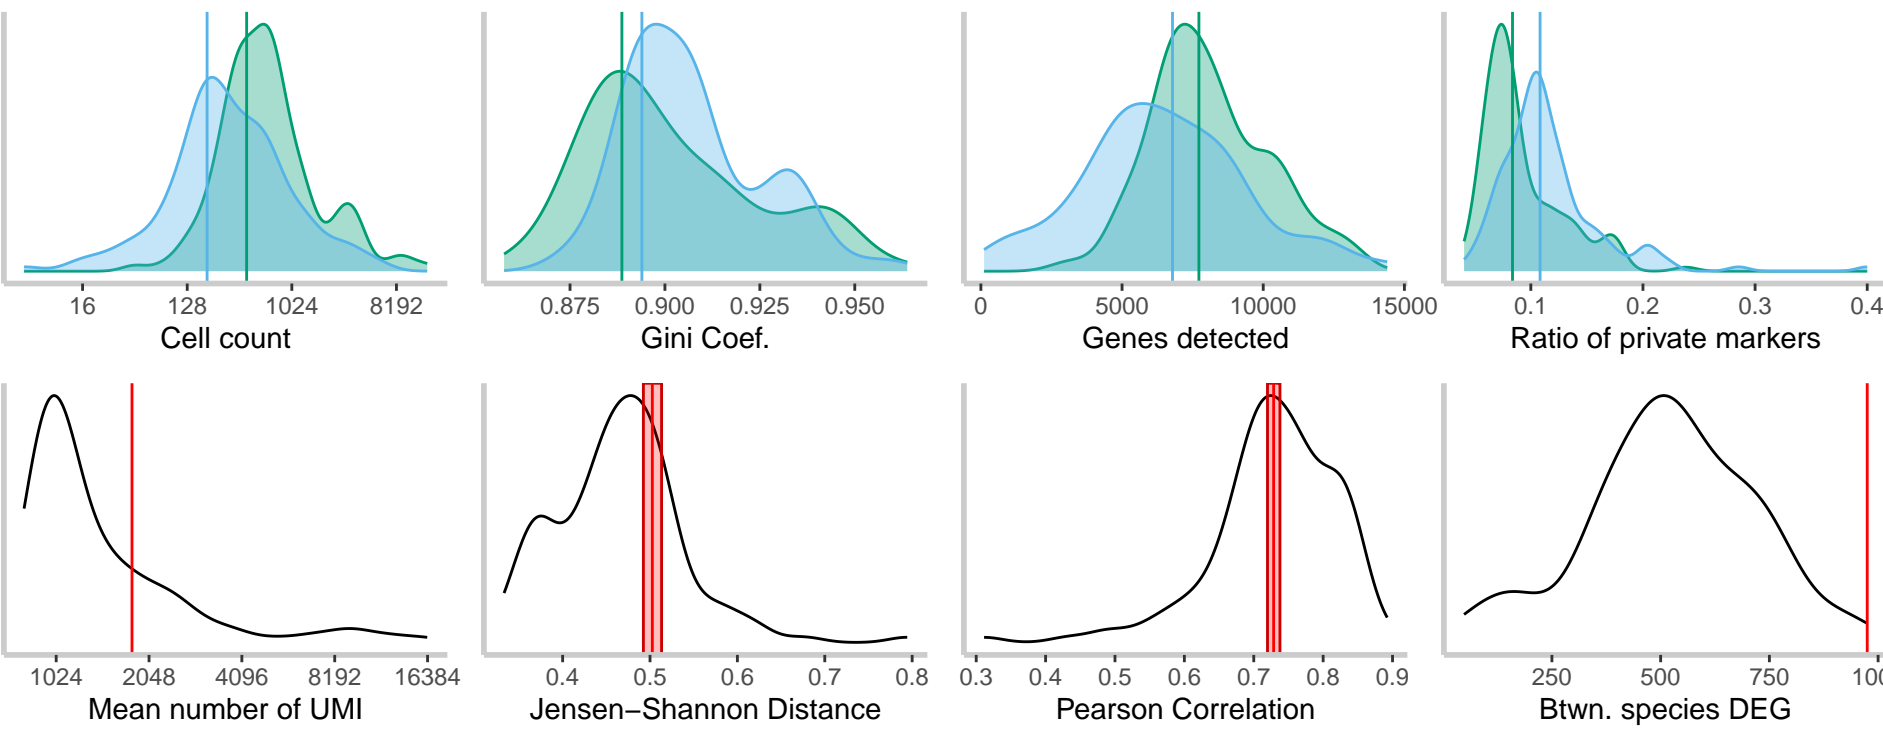 16 128 1024 8192
Cell count
0.875 0.900 0.925 0.950
Gini Coef.
0 5000 10000 15000
Genes detected
0.1 0.2 0.3 0.4
Ratio of private markers
1024 2048 4096 8192 16384
Mean number of UMI
0.4 0.5 0.6 0.7 0.8
Jensen−Shannon Distance
0.3 0.4 0.5 0.6 0.7 0.8 0.9
Pearson Correlation
250 500 750
Btwn. species DEG